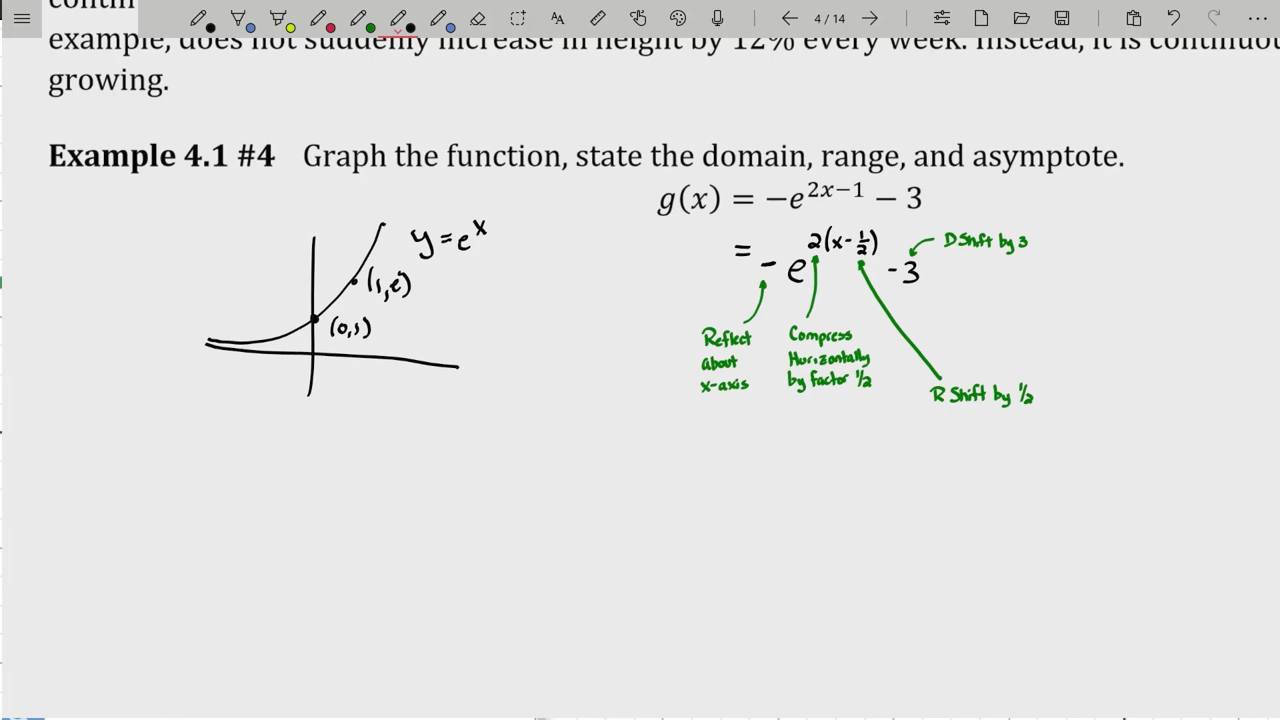 contin
4 / 14
example, does not suddenly increase in height by 12% every week. Instead, it is continuou
growing.
Example 4.1 #4 Graph the function, state the domain, range, and asymptote.
g(x) = −e^{2x−1} − 3
y = e^x
(1,e)
(0,1)
= - e^{2(x - 1/2)} - 3
D Shift by 3
Reflect
about
x-axis
Compress
Horizontally
by factor 1/2
R Shift by 1/2